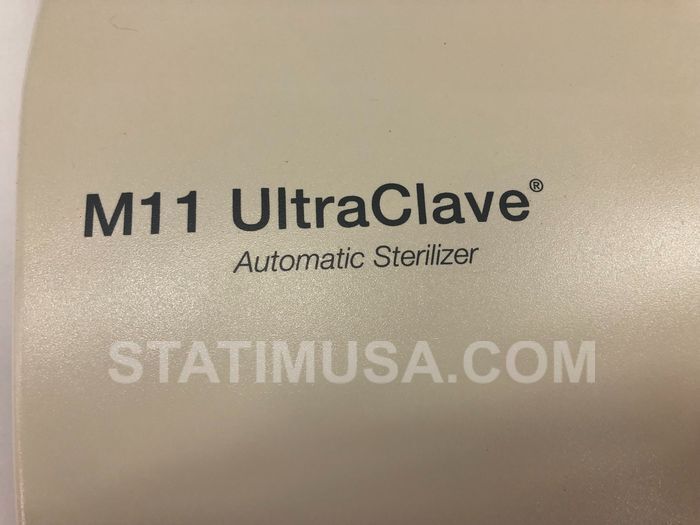 M11 UltraClave®
Automatic Sterilizer
STATIMUSA.COM